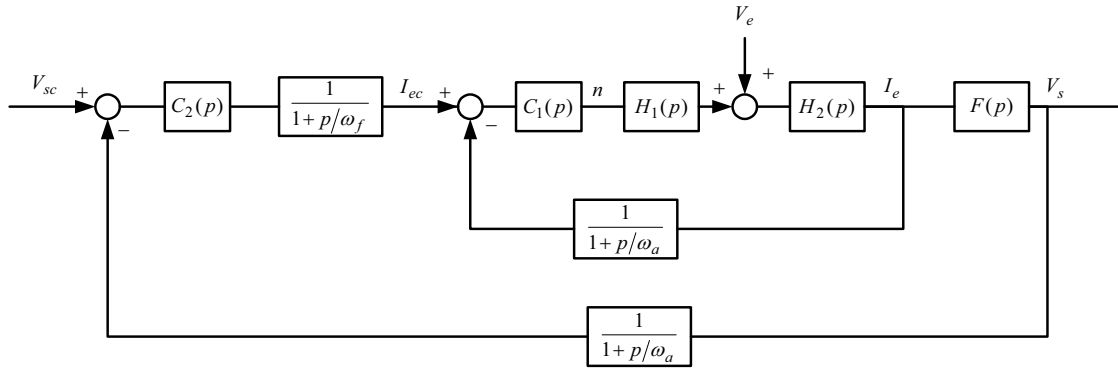 V_e
V_sc + − C_2(p) 1/(1+p/ω_f) I_ec + − C_1(p) n H_1(p) + + H_2(p) I_e F(p) V_s
1/(1+p/ω_a)
1/(1+p/ω_a)